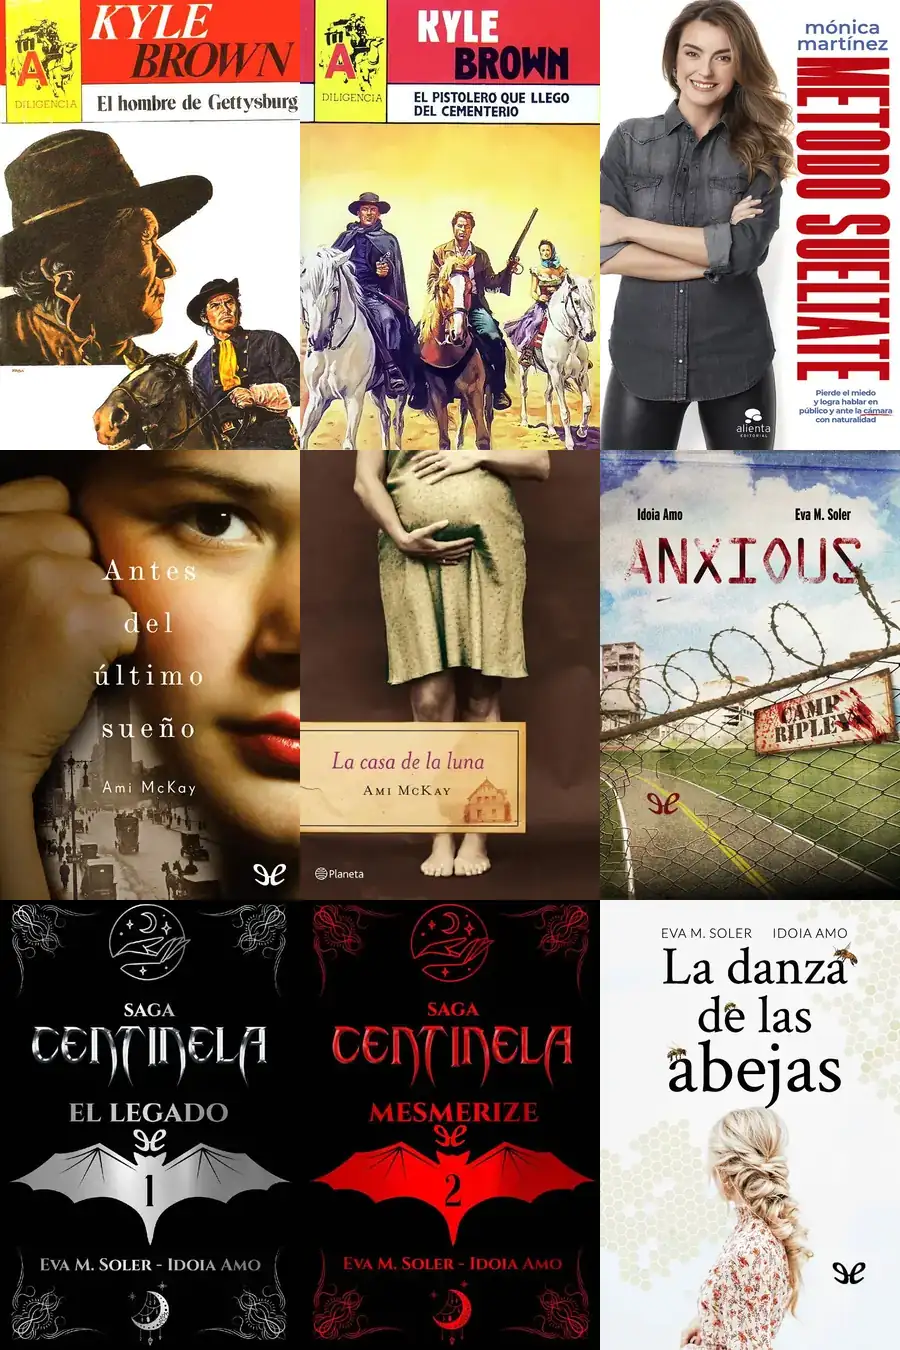 A
DILIGENCIA
KYLE
BROWN
El hombre de Gettysburg
A
DILIGENCIA
KYLE
BROWN
EL PISTOLERO QUE LLEGO
DEL CEMENTERIO
mónica
martínez
METODO SUELTATE
Pierde el miedo
y logra hablar en
público y ante la cámara
con naturalidad
alienta
EDITORIAL
Antes
del
último
sueño
Ami McKay
La casa de la luna
AMI MCKAY
Planeta
Idoia Amo
Eva M. Soler
ANXIOUS
CAMP
RIPLEY
SAGA
CENTINELA
EL LEGADO
1
EVA M. SOLER - IDOIA AMO
SAGA
CENTINELA
MESMERIZE
2
EVA M. SOLER - IDOIA AMO
EVA M. SOLER IDOIA AMO
La danza
de las
abejas